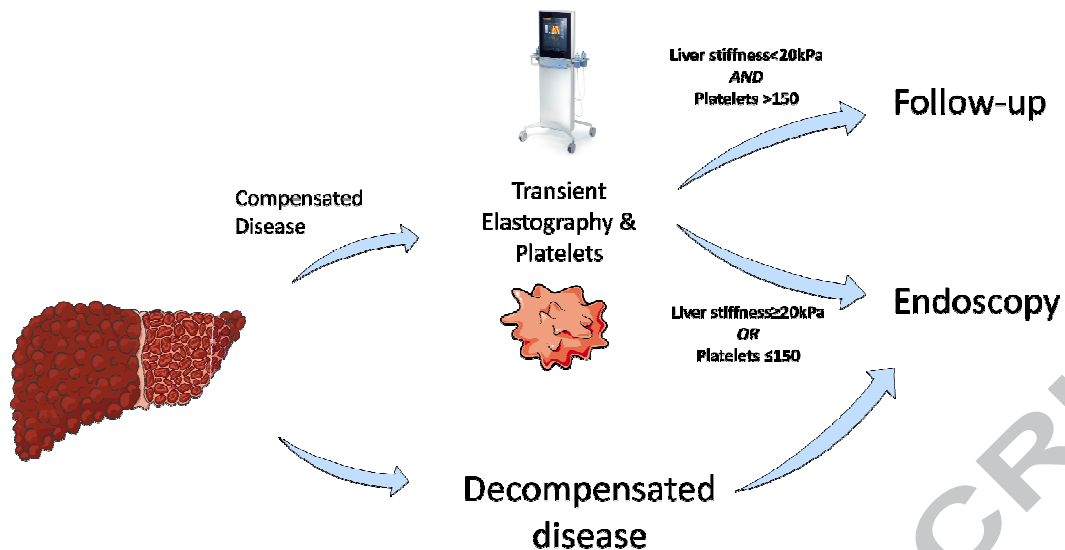 Compensated
Disease
Transient
Elastography &
Platelets
Liver stiffness<20kPa
AND
Platelets >150
Follow-up
Liver stiffness≥20kPa
OR
Platelets ≤150
Endoscopy
Decompensated
disease
CRI